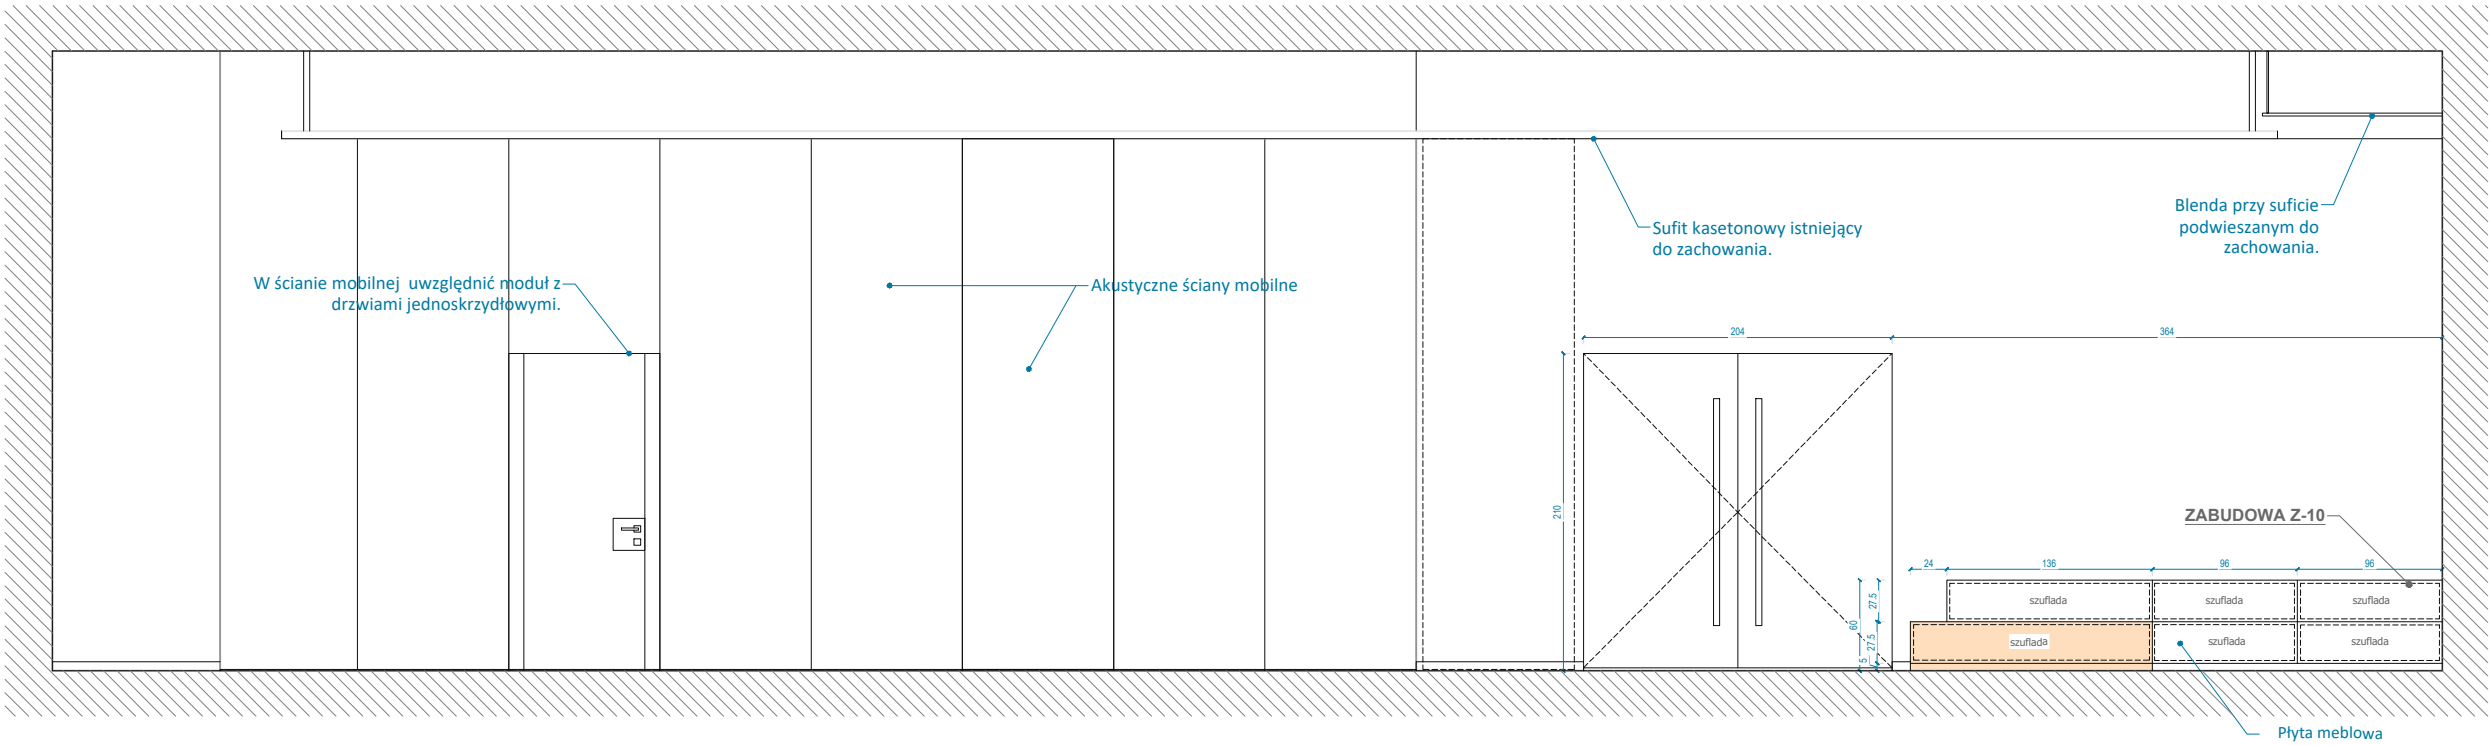 Sufit kasetonowy istniejący
do zachowania.
Blenda przy suficie
podwieszanym do
zachowania.
W ścianie mobilnej  uwzględnić moduł z
drzwiami jednoskrzydłowymi.
Akustyczne ściany mobilne
204
364
210
ZABUDOWA Z-10
24
136
96
96
60
27.5
27.5
5
szuflada
szuflada
szuflada
szuflada
szuflada
szuflada
Płyta meblowa